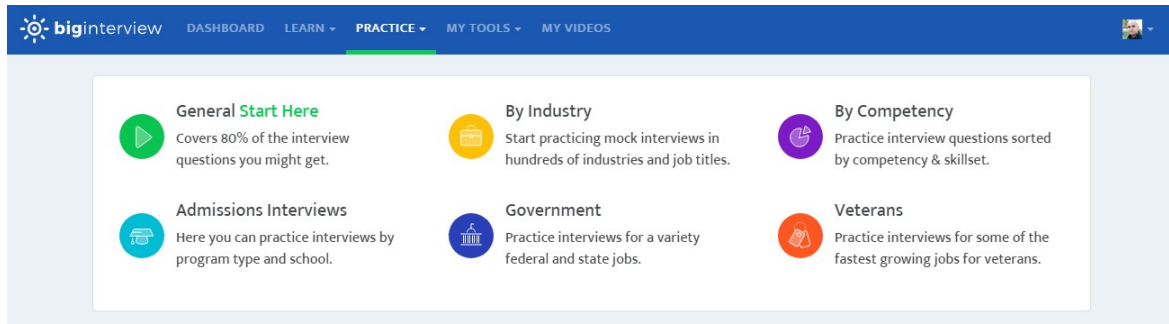 biginterview DASHBOARD LEARN PRACTICE MY TOOLS MY VIDEOS
General Start Here
Covers 80% of the interview
questions you might get.
By Industry
Start practicing mock interviews in
hundreds of industries and job titles.
By Competency
Practice interview questions sorted
by competency & skillset.
Admissions Interviews
Here you can practice interviews by
program type and school.
Government
Practice interviews for a variety
federal and state jobs.
Veterans
Practice interviews for some of the
fastest growing jobs for veterans.